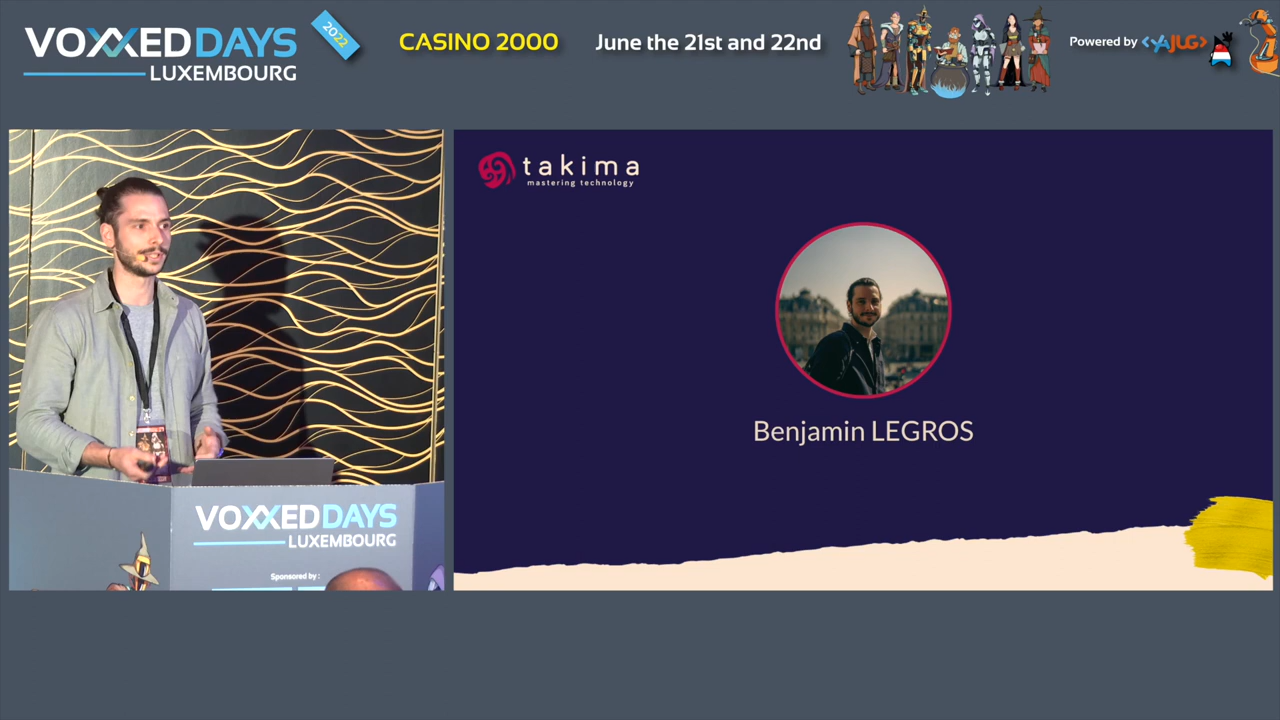 VOXXED DAYS
LUXEMBOURG
2022
CASINO 2000
June the 21st and 22nd
Powered by <YAJUG>
takima
mastering technology
Benjamin LEGROS
VOXXED DAYS
LUXEMBOURG
Sponsored by :